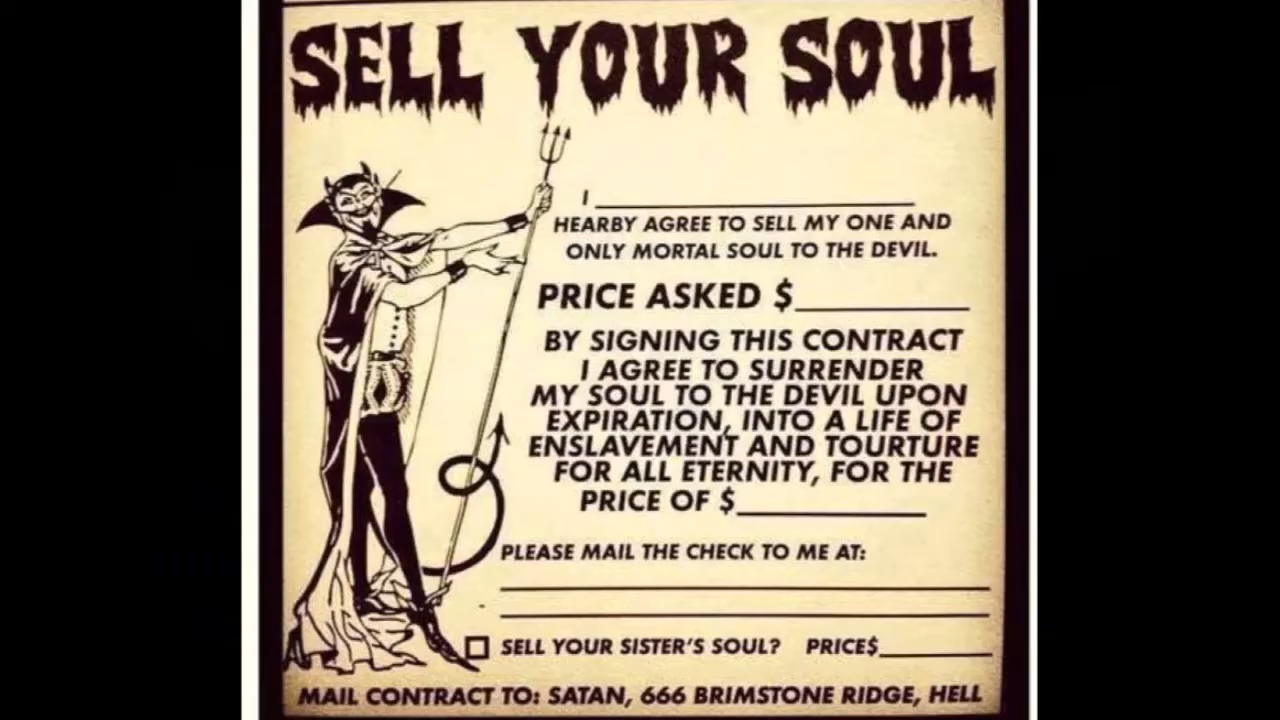 SELL YOUR SOUL
I
HEARBY AGREE TO SELL MY ONE AND
ONLY MORTAL SOUL TO THE DEVIL.
PRICE ASKED $
BY SIGNING THIS CONTRACT
I AGREE TO SURRENDER
MY SOUL TO THE DEVIL UPON
EXPIRATION, INTO A LIFE OF
ENSLAVEMENT AND TOURTURE
FOR ALL ETERNITY, FOR THE
PRICE OF $
PLEASE MAIL THE CHECK TO ME AT:
SELL YOUR SISTER'S SOUL? PRICE$
MAIL CONTRACT TO: SATAN, 666 BRIMSTONE RIDGE, HELL